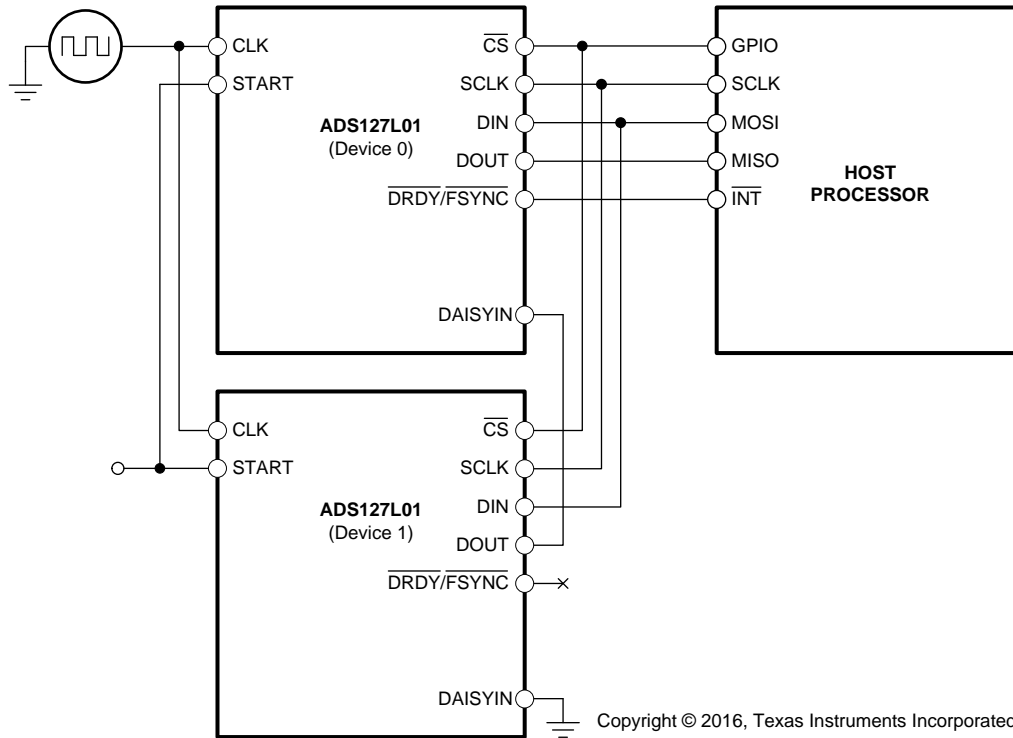 CLK
START
ADS127L01
(Device 0)
CS
SCLK
DIN
DOUT
DRDY/FSYNC
DAISYIN
GPIO
SCLK
MOSI
MISO
INT
HOST
PROCESSOR
CLK
START
ADS127L01
(Device 1)
CS
SCLK
DIN
DOUT
DRDY/FSYNC
DAISYIN
Copyright © 2016, Texas Instruments Incorporated